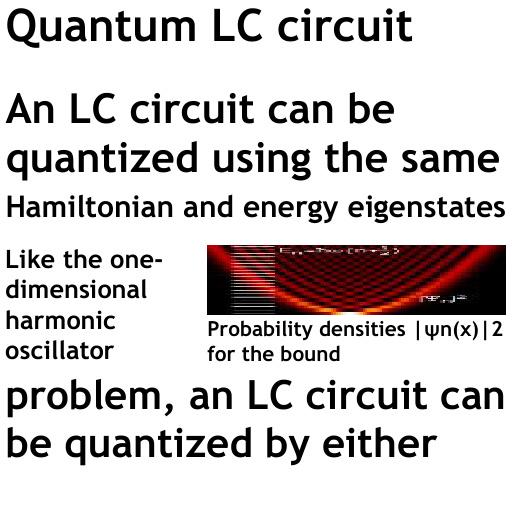 Quantum LC circuit
An LC circuit can be
quantized using the same
Hamiltonian and energy eigenstates
Like the one-
dimensional
harmonic
oscillator
Probability densities |ψn(x)|2
for the bound
problem, an LC circuit can
be quantized by either